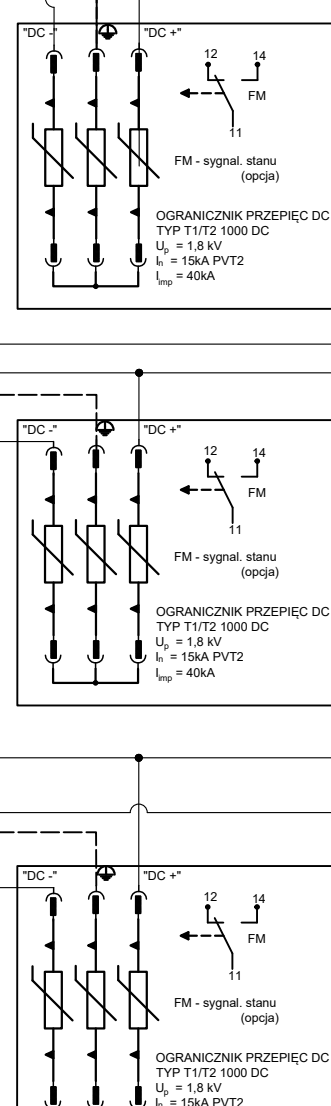 "DC -"
"DC +"
12
14
FM
11
FM - sygnal. stanu
(opcja)
OGRANICZNIK PRZEPIĘC DC
TYP T1/T2 1000 DC
Up = 1,8 kV
In = 15kA PVT2
Iimp = 40kA
"DC -"
"DC +"
12
14
FM
11
FM - sygnal. stanu
(opcja)
OGRANICZNIK PRZEPIĘC DC
TYP T1/T2 1000 DC
Up = 1,8 kV
In = 15kA PVT2
Iimp = 40kA
"DC -"
"DC +"
12
14
FM
11
FM - sygnal. stanu
(opcja)
OGRANICZNIK PRZEPIĘC DC
TYP T1/T2 1000 DC
Up = 1,8 kV
In = 15kA PVT2